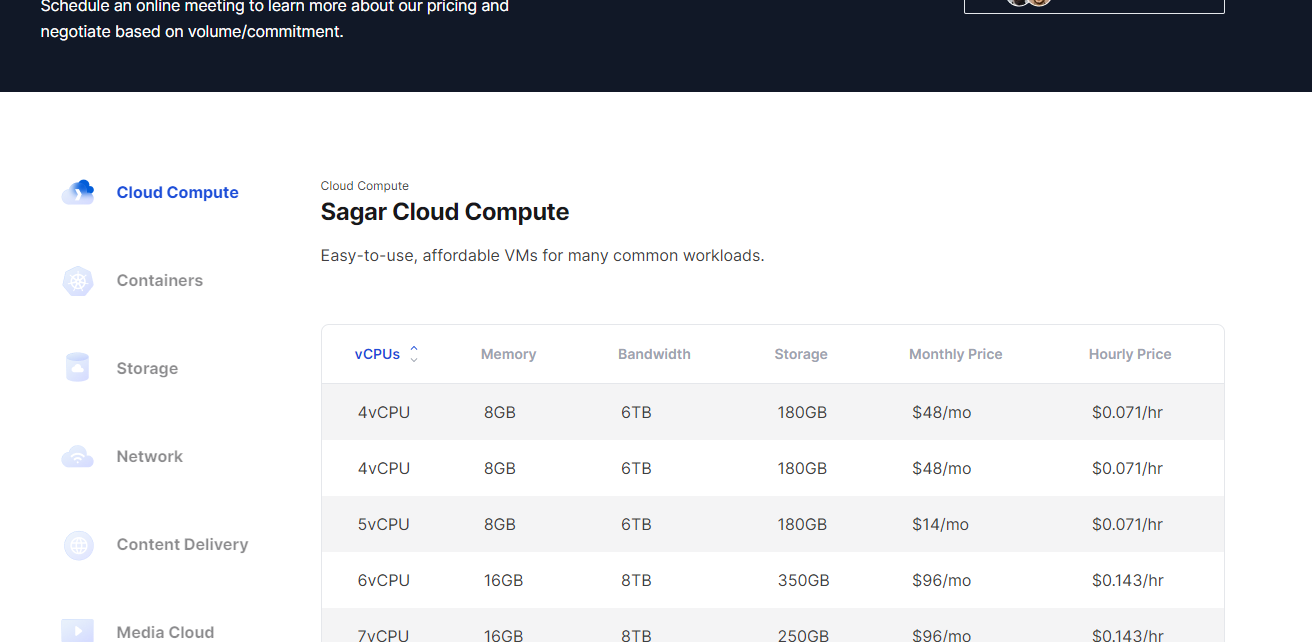 Schedule an online meeting to learn more about our pricing and
negotiate based on volume/commitment.
Cloud Compute
Containers
Storage
Network
Content Delivery
Media Cloud
Cloud Compute
Sagar Cloud Compute
Easy-to-use, affordable VMs for many common workloads.
vCPUs Memory Bandwidth Storage Monthly Price Hourly Price
4vCPU 8GB 6TB 180GB $48/mo $0.071/hr
4vCPU 8GB 6TB 180GB $48/mo $0.071/hr
5vCPU 8GB 6TB 180GB $14/mo $0.071/hr
6vCPU 16GB 8TB 350GB $96/mo $0.143/hr
7vCPU 16GB 8TB 250GB $96/mo $0.143/hr